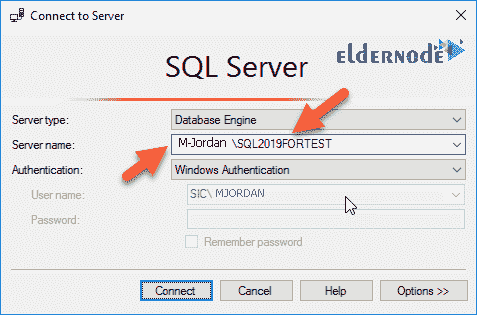 Connect to Server
ELDERNODE
SQL Server
Server type: Database Engine
Server name: M-Jordan \SQL2019FORTEST
Authentication: Windows Authentication
User name: SIC\ MJORDAN
Password:
Remember password
Connect Cancel Help Options >>